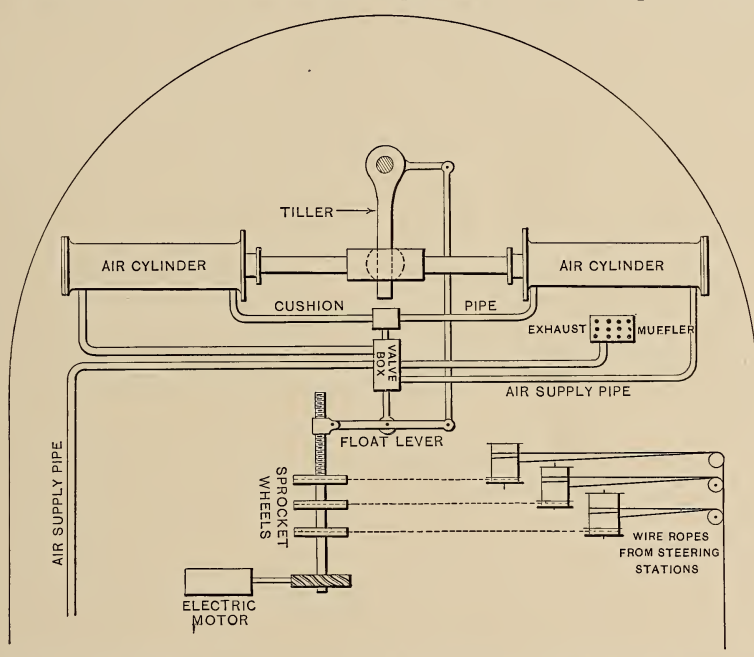 TILLER
AIR CYLINDER
AIR CYLINDER
CUSHION
PIPE
EXHAUST
MUFFLER
VALVE
BOX
AIR SUPPLY PIPE
FLOAT LEVER
AIR SUPPLY PIPE
SPROCKET
WHEELS
WIRE ROPES
FROM STEERING
STATIONS
ELECTRIC
MOTOR